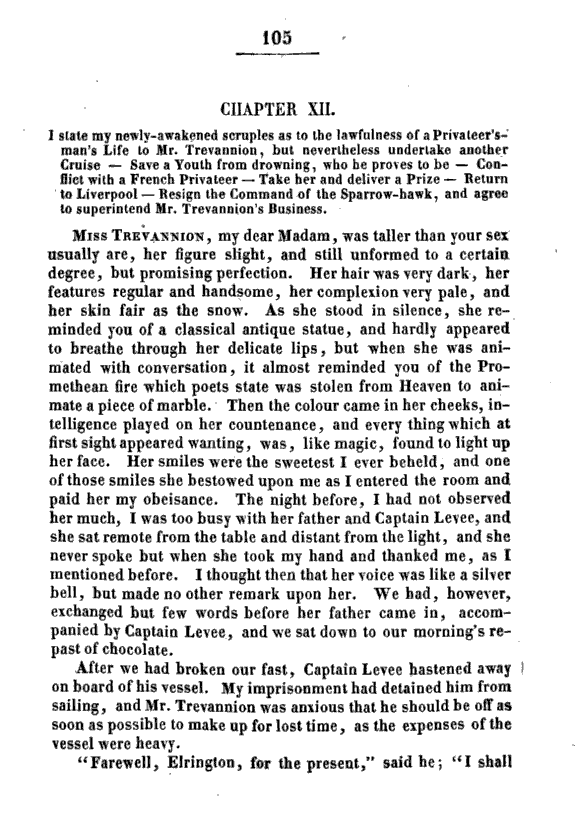 105
CHAPTER XII.
I state my newly-awakened scruples as to the lawfulness of a Privateer's-
man's Life to Mr. Trevannion, but nevertheless undertake another
Cruise — Save a Youth from drowning, who he proves to be — Con-
flict with a French Privateer — Take her and deliver a Prize — Return
to Liverpool — Resign the Command of the Sparrow-hawk, and agree
to superintend Mr. Trevannion's Business.
MISS TREVANNION, my dear Madam, was taller than your sex
usually are, her figure slight, and still unformed to a certain
degree, but promising perfection. Her hair was very dark, her
features regular and handsome, her complexion very pale, and
her skin fair as the snow. As she stood in silence, she re-
minded you of a classical antique statue, and hardly appeared
to breathe through her delicate lips, but when she was ani-
mated with conversation, it almost reminded you of the Pro-
methean fire which poets state was stolen from Heaven to ani-
mate a piece of marble. Then the colour came in her cheeks, in-
telligence played on her countenance, and every thing which at
first sight appeared wanting, was, like magic, found to light up
her face. Her smiles were the sweetest I ever beheld, and one
of those smiles she bestowed upon me as I entered the room and
paid her my obeisance. The night before, I had not observed
her much, I was too busy with her father and Captain Levee, and
she sat remote from the table and distant from the light, and she
never spoke but when she took my hand and thanked me, as I
mentioned before. I thought then that her voice was like a silver
bell, but made no other remark upon her. We had, however,
exchanged but few words before her father came in, accom-
panied by Captain Levee, and we sat down to our morning's re-
past of chocolate.
After we had broken our fast, Captain Levee hastened away
on board of his vessel. My imprisonment had detained him from
sailing, and Mr. Trevannion was anxious that he should be off as
soon as possible to make up for lost time, as the expenses of the
vessel were heavy.
“Farewell, Elrington, for the present,” said he; “I shall